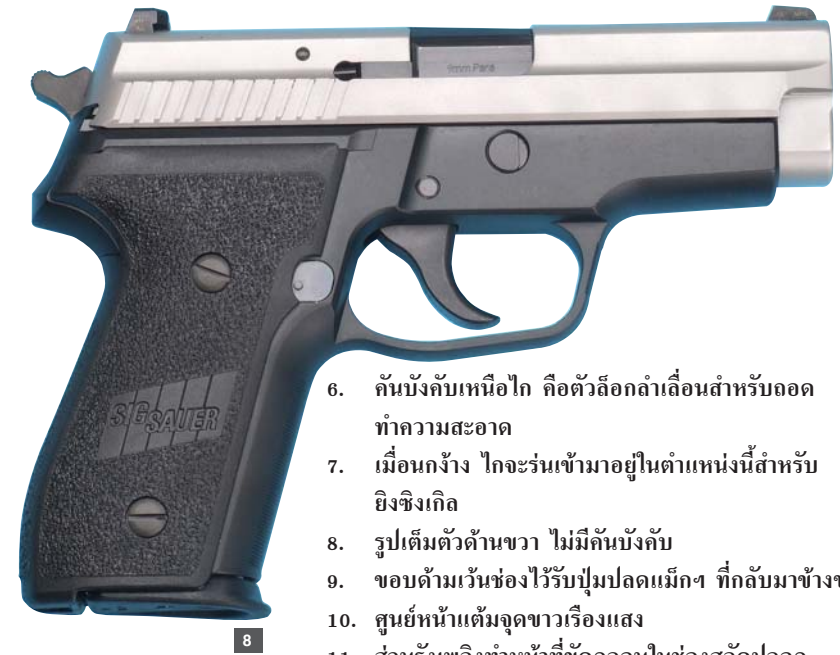 9mm Para
SIG SAUER
6. คันบังคับเหนือไก คือตัวล็อกลำเลื่อนสำหรับถอด
ทำความสะอาด
7. เมื่อนกง้าง ไกจะร่นเข้ามาอยู่ในตำแหน่งนี้สำหรับ
ยิงซิงเกิล
8. รูปเต็มตัวด้านขวา ไม่มีคันบังคับ
9. ขอบด้ามเว้นช่องไว้รับปุ่มปลดแม็กฯ ที่กลับมาข้าง
10. ศูนย์หน้าแต้มจุดขาวเรืองแสง
8
11.